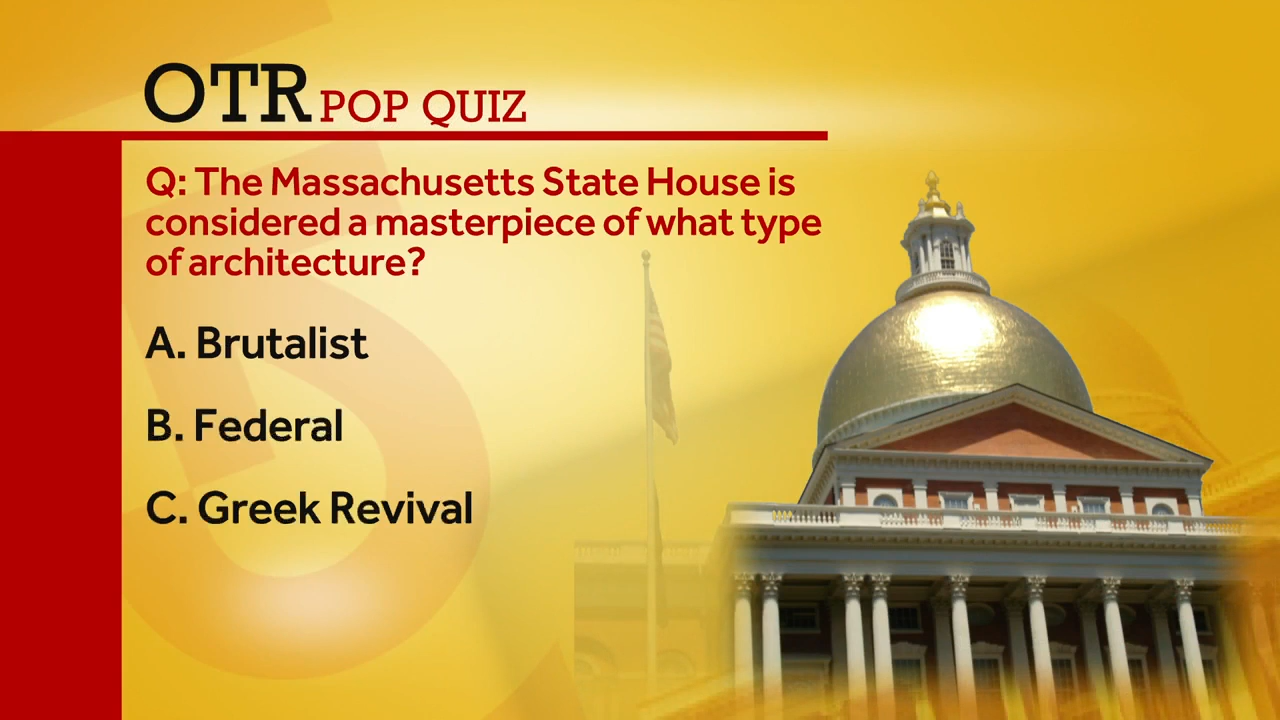 OTR POP QUIZ
Q: The Massachusetts State House is
considered a masterpiece of what type
of architecture?
A. Brutalist
B. Federal
C. Greek Revival